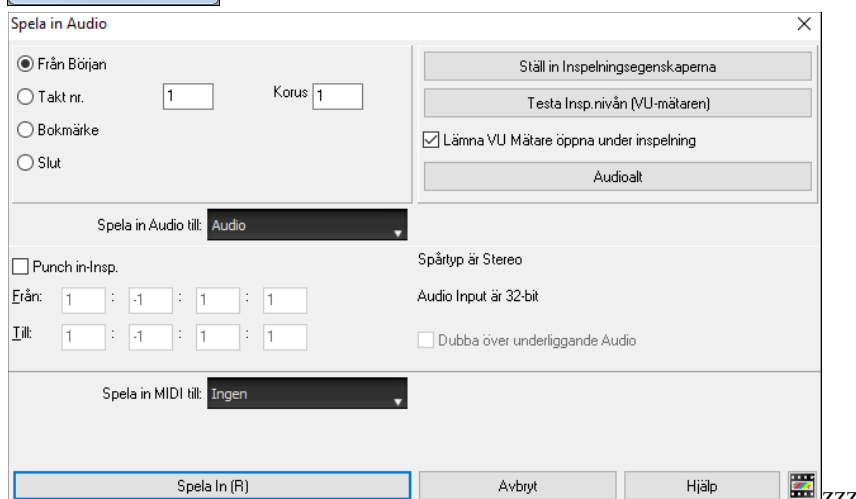 Spela in Audio
Från Början
Takt nr. 1 Korus 1
Bokmärke
Slut
Ställ in Inspelningsegenskaperna
Testa Insp.nivån (VU-mätaren)
Lämna VU Mätare öppna under inspelning
Audioalt
Spela in Audio till: Audio
Punch in-Insp.
Från: 1 : -1 : 1 : 1
Till: 1 : -1 : 1 : 1
Spårtyp är Stereo
Audio Input är 32-bit
Dubba över underliggande Audio
Spela in MIDI till: Ingen
Spela In (R) Avbryt Hjälp
zzz